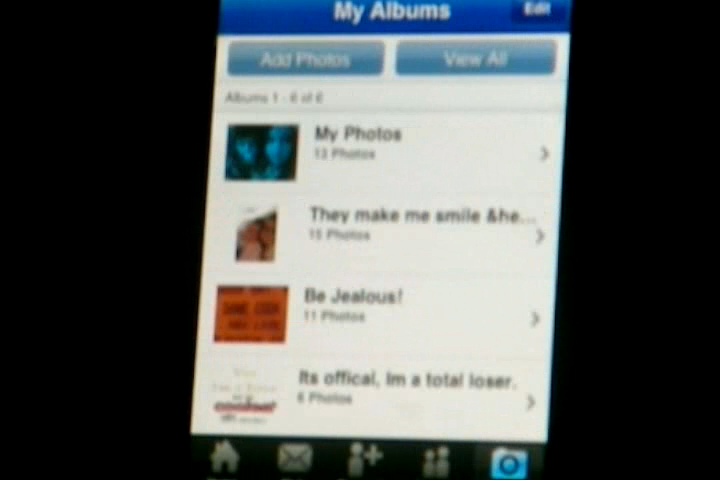 My Albums
Edit
Add Photos
View All
Albums 1 - 6 of 6
My Photos
13 Photos
They make me smile &he...
15 Photos
Be Jealous!
11 Photos
Its offical, Im a total loser.
6 Photos